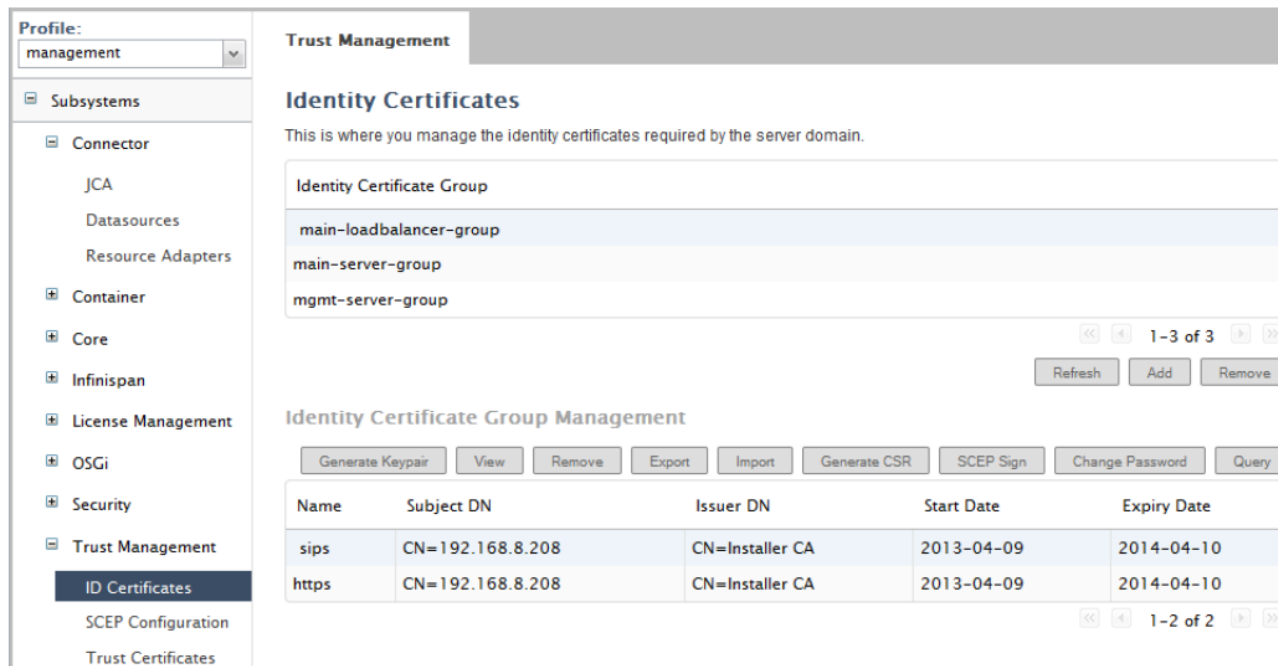 Profile:
management
Subsystems
Connector
JCA
Datasources
Resource Adapters
Container
Core
Infinispan
License Management
OSGi
Security
Trust Management
ID Certificates
SCEP Configuration
Trust Certificates
Trust Management
Identity Certificates
This is where you manage the identity certificates required by the server domain.
Identity Certificate Group
main-loadbalancer-group
main-server-group
mgmt-server-group
1-3 of 3
Refresh Add Remove
Identity Certificate Group Management
Generate Keypair View Remove Export Import Generate CSR SCEP Sign Change Password Query
Name Subject DN Issuer DN Start Date Expiry Date
sips CN=192.168.8.208 CN=Installer CA 2013-04-09 2014-04-10
https CN=192.168.8.208 CN=Installer CA 2013-04-09 2014-04-10
1-2 of 2